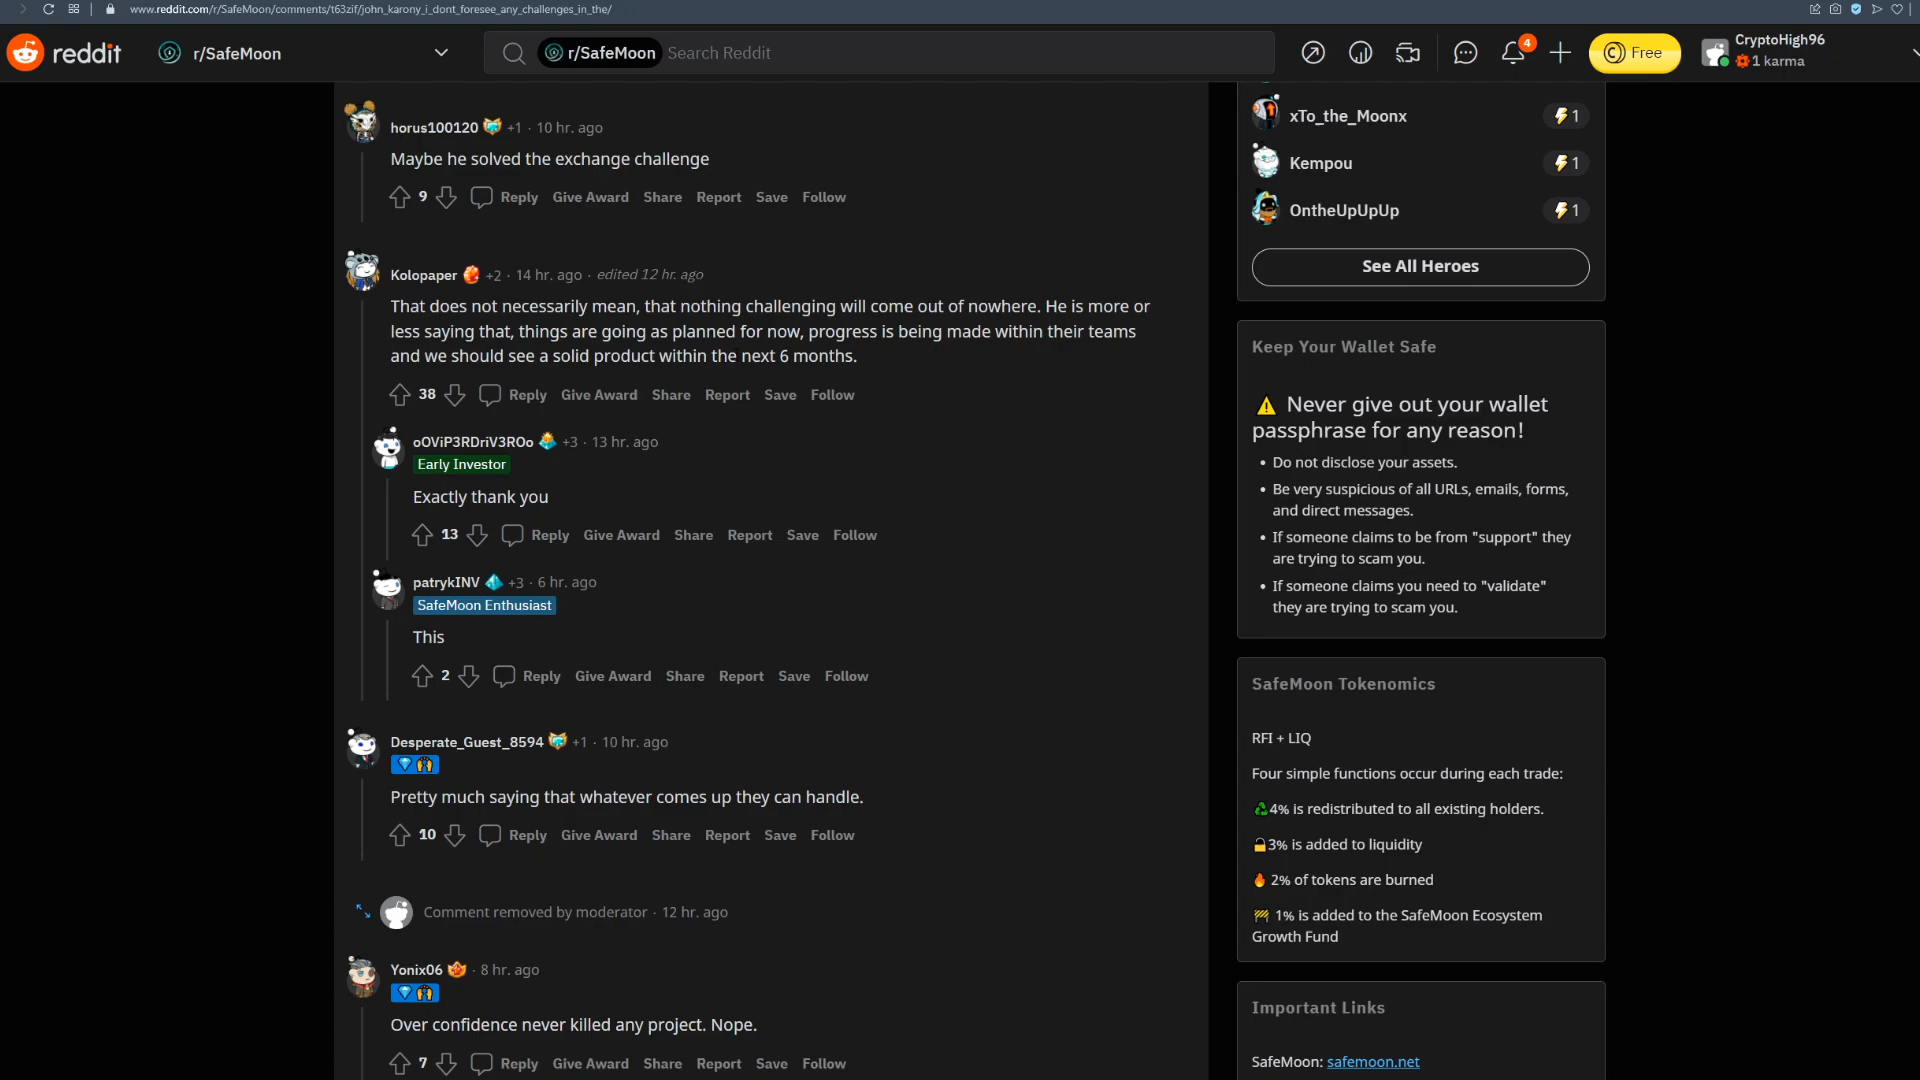 www.reddit.com/r/SafeMoon/comments/t63zif/john_karony_i_dont_foresee_any_challenges_in_the/
reddit
r/SafeMoon
r/SafeMoon Search Reddit
4
Free
CryptoHigh96
1 karma
horus100120 +1 · 10 hr. ago
Maybe he solved the exchange challenge
9 Reply Give Award Share Report Save Follow
Kolopaper +2 · 14 hr. ago · edited 12 hr. ago
That does not necessarily mean, that nothing challenging will come out of nowhere. He is more or
less saying that, things are going as planned for now, progress is being made within their teams
and we should see a solid product within the next 6 months.
38 Reply Give Award Share Report Save Follow
oOViP3RDriV3ROo +3 · 13 hr. ago
Early Investor
Exactly thank you
13 Reply Give Award Share Report Save Follow
patrykINV +3 · 6 hr. ago
SafeMoon Enthusiast
This
2 Reply Give Award Share Report Save Follow
Desperate_Guest_8594 +1 · 10 hr. ago
💎🙌
Pretty much saying that whatever comes up they can handle.
10 Reply Give Award Share Report Save Follow
Comment removed by moderator · 12 hr. ago
Yonix06 · 8 hr. ago
💎🙌
Over confidence never killed any project. Nope.
7 Reply Give Award Share Report Save Follow
xTo_the_Moonx ⚡1
Kempou ⚡1
OntheUpUpUp ⚡1
See All Heroes
Keep Your Wallet Safe
⚠️ Never give out your wallet
passphrase for any reason!
• Do not disclose your assets.
• Be very suspicious of all URLs, emails, forms,
and direct messages.
• If someone claims to be from "support" they
are trying to scam you.
• If someone claims you need to "validate"
they are trying to scam you.
SafeMoon Tokenomics
RFI + LIQ
Four simple functions occur during each trade:
♻️4% is redistributed to all existing holders.
🔒3% is added to liquidity
🔥 2% of tokens are burned
🚧 1% is added to the SafeMoon Ecosystem
Growth Fund
Important Links
SafeMoon: safemoon.net